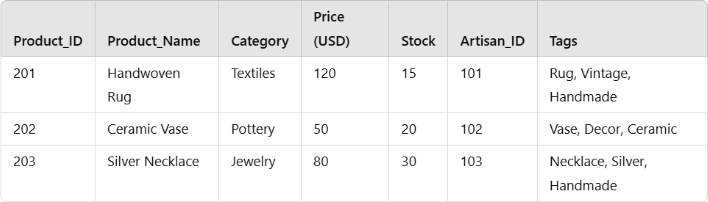 Product_ID Product_Name Category Price (USD) Stock Artisan_ID Tags
201 Handwoven Rug Textiles 120 15 101 Rug, Vintage, Handmade
202 Ceramic Vase Pottery 50 20 102 Vase, Decor, Ceramic
203 Silver Necklace Jewelry 80 30 103 Necklace, Silver, Handmade